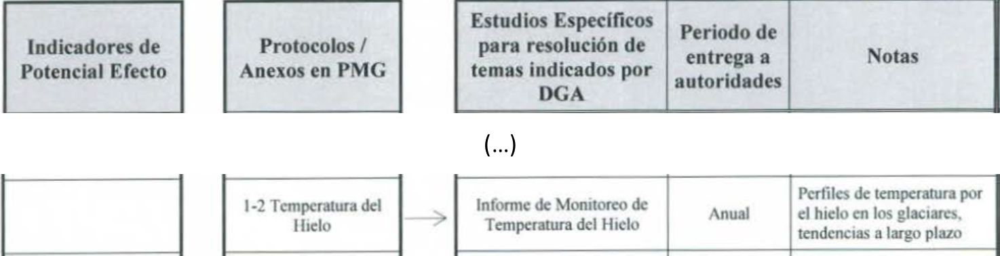 Indicadores de
Potencial Efecto
Protocolos /
Anexos en PMG
Estudios Específicos
para resolución de
temas indicados por
DGA
Periodo de
entrega a
autoridades
Notas
(...)
1-2 Temperatura del
Hielo
Informe de Monitoreo de
Temperatura del Hielo
Anual
Perfiles de temperatura por
el hielo en los glaciares,
tendencias a largo plazo